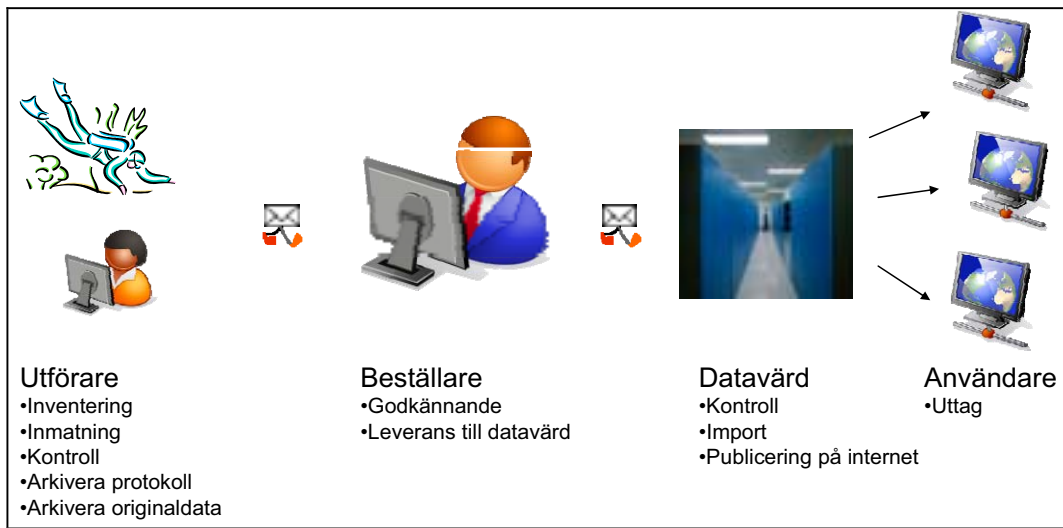 Utförare
•Inventering
•Inmatning
•Kontroll
•Arkivera protokoll
•Arkivera originaldata
Beställare
•Godkännande
•Leverans till datavärd
Datavärd
•Kontroll
•Import
•Publicering på internet
Användare
•Uttag